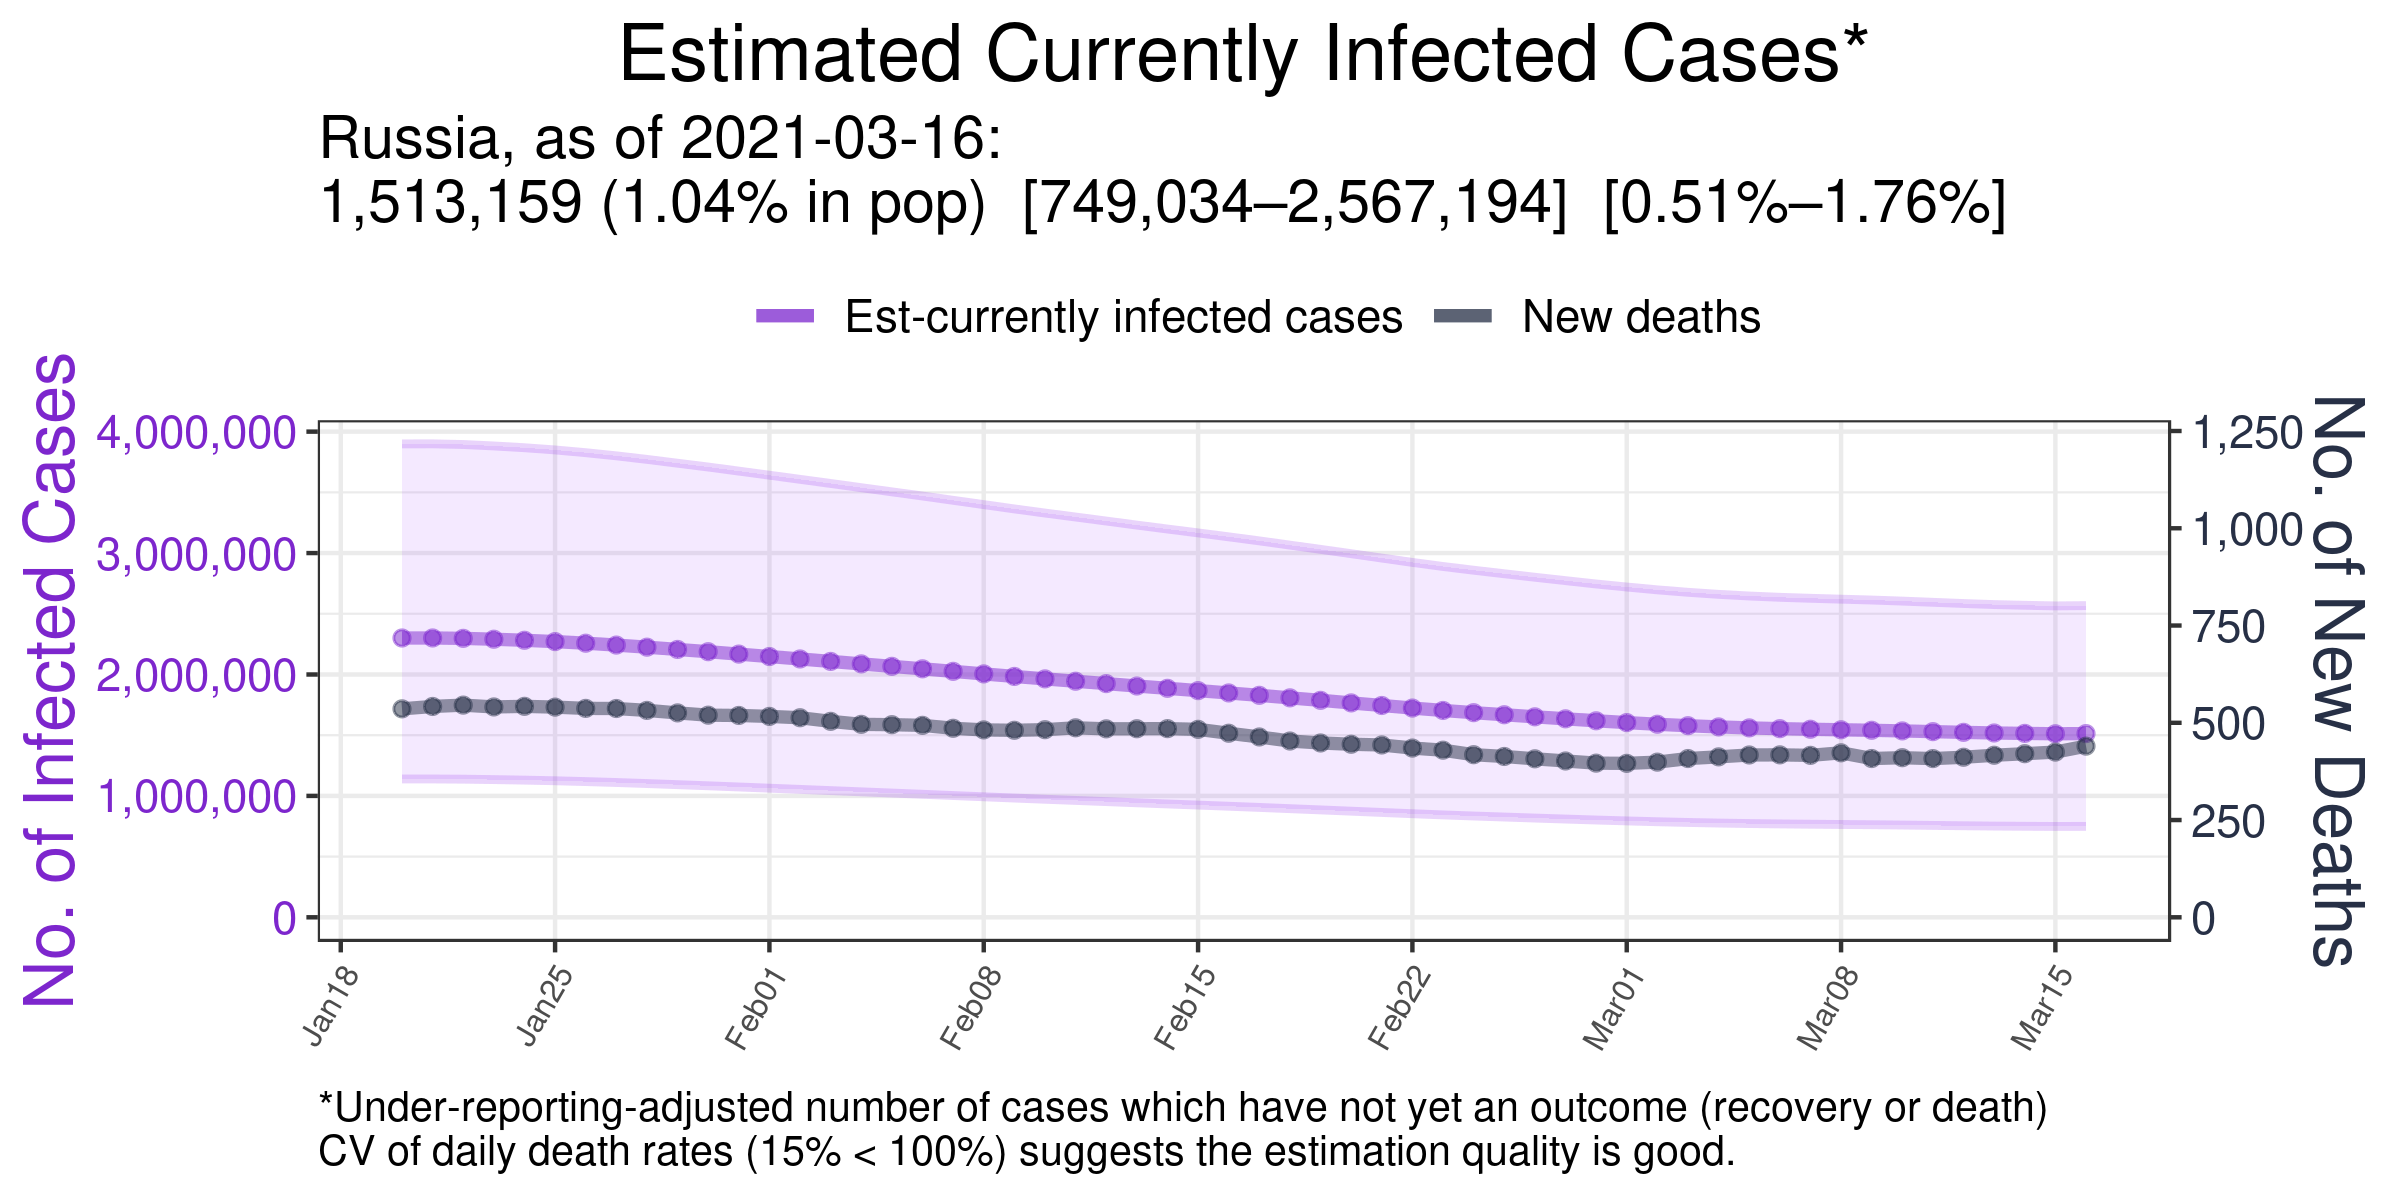 Estimated Currently Infected Cases*
Russia, as of 2021-03-16:
1,513,159 (1.04% in pop) [749,034–2,567,194] [0.51%–1.76%]
Est-currently infected cases
New deaths
No. of Infected Cases
4,000,000
3,000,000
2,000,000
1,000,000
0
1,250
1,000
750
500
250
0
No. of New Deaths
Jan18
Jan25
Feb01
Feb08
Feb15
Feb22
Mar01
Mar08
Mar15
*Under-reporting-adjusted number of cases which have not yet an outcome (recovery or death)
CV of daily death rates (15% < 100%) suggests the estimation quality is good.